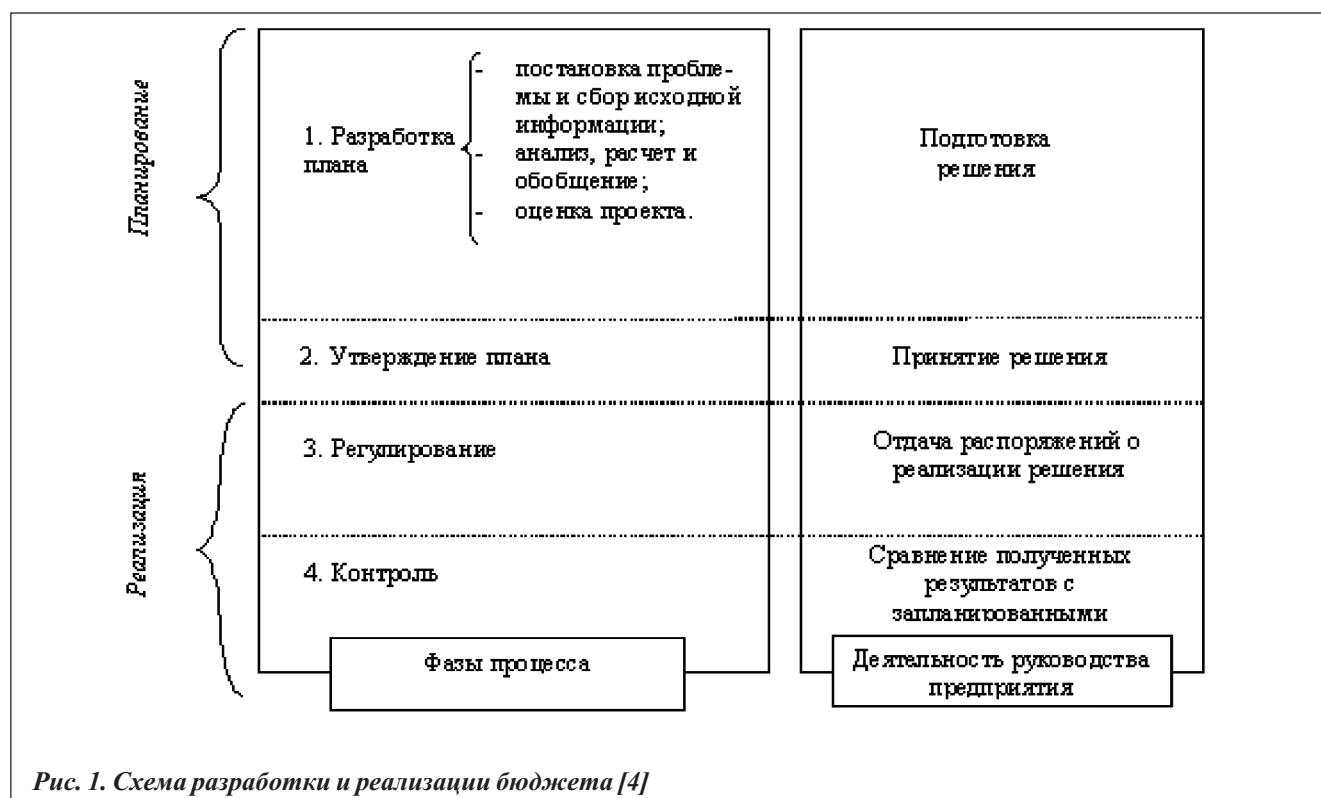 Планирование
1. Разработка
плана
- постановка пробле-
мы и сбор исходной
информации;
- анализ, расчет и
обобщение;
- оценка проекта.
Подготовка
решения
2. Утверждение плана
Принятие решения
Реализация
3. Регулирование
Отдача распоряжений о
реализации решения
4. Контроль
Сравнение полученных
результатов с
запланированными
Фазы процесса
Деятельность руководства
предприятия
Рис. 1. Схема разработки и реализации бюджета [4]